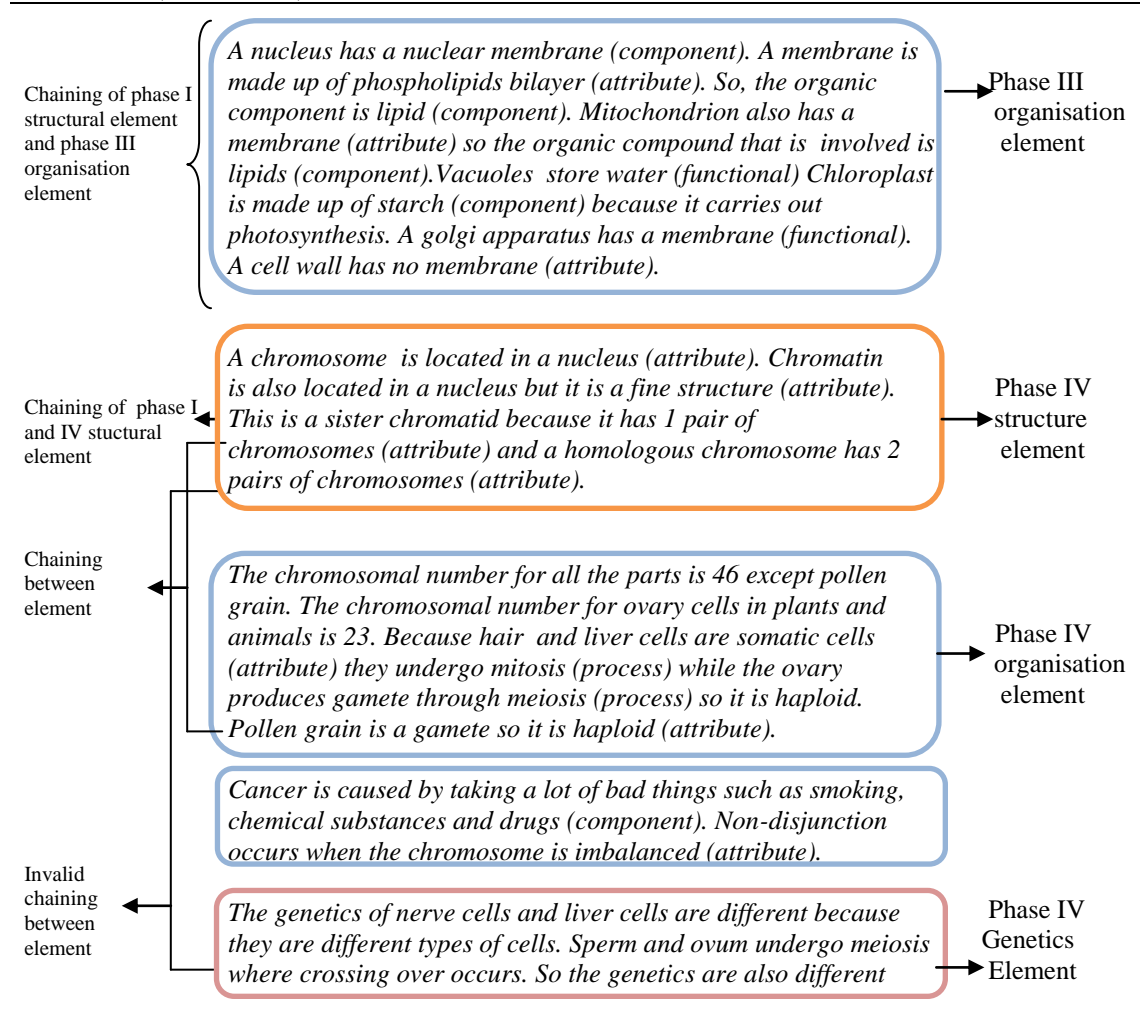 Chaining of phase I
structural element
and phase III
organisation
element
A nucleus has a nuclear membrane (component). A membrane is
made up of phospholipids bilayer (attribute). So, the organic
component is lipid (component). Mitochondrion also has a
membrane (attribute) so the organic compound that is involved is
lipids (component).Vacuoles store water (functional) Chloroplast
is made up of starch (component) because it carries out
photosynthesis. A golgi apparatus has a membrane (functional).
A cell wall has no membrane (attribute).
Phase III
organisation
element
Chaining of phase I
and IV stuctural
element
A chromosome is located in a nucleus (attribute). Chromatin
is also located in a nucleus but it is a fine structure (attribute).
This is a sister chromatid because it has 1 pair of
chromosomes (attribute) and a homologous chromosome has 2
pairs of chromosomes (attribute).
Phase IV
structure
element
Chaining
between
element
The chromosomal number for all the parts is 46 except pollen
grain. The chromosomal number for ovary cells in plants and
animals is 23. Because hair and liver cells are somatic cells
(attribute) they undergo mitosis (process) while the ovary
produces gamete through meiosis (process) so it is haploid.
Pollen grain is a gamete so it is haploid (attribute).
Phase IV
organisation
element
Cancer is caused by taking a lot of bad things such as smoking,
chemical substances and drugs (component). Non-disjunction
occurs when the chromosome is imbalanced (attribute).
Invalid
chaining
between
element
The genetics of nerve cells and liver cells are different because
they are different types of cells. Sperm and ovum undergo meiosis
where crossing over occurs. So the genetics are also different
Phase IV
Genetics
Element